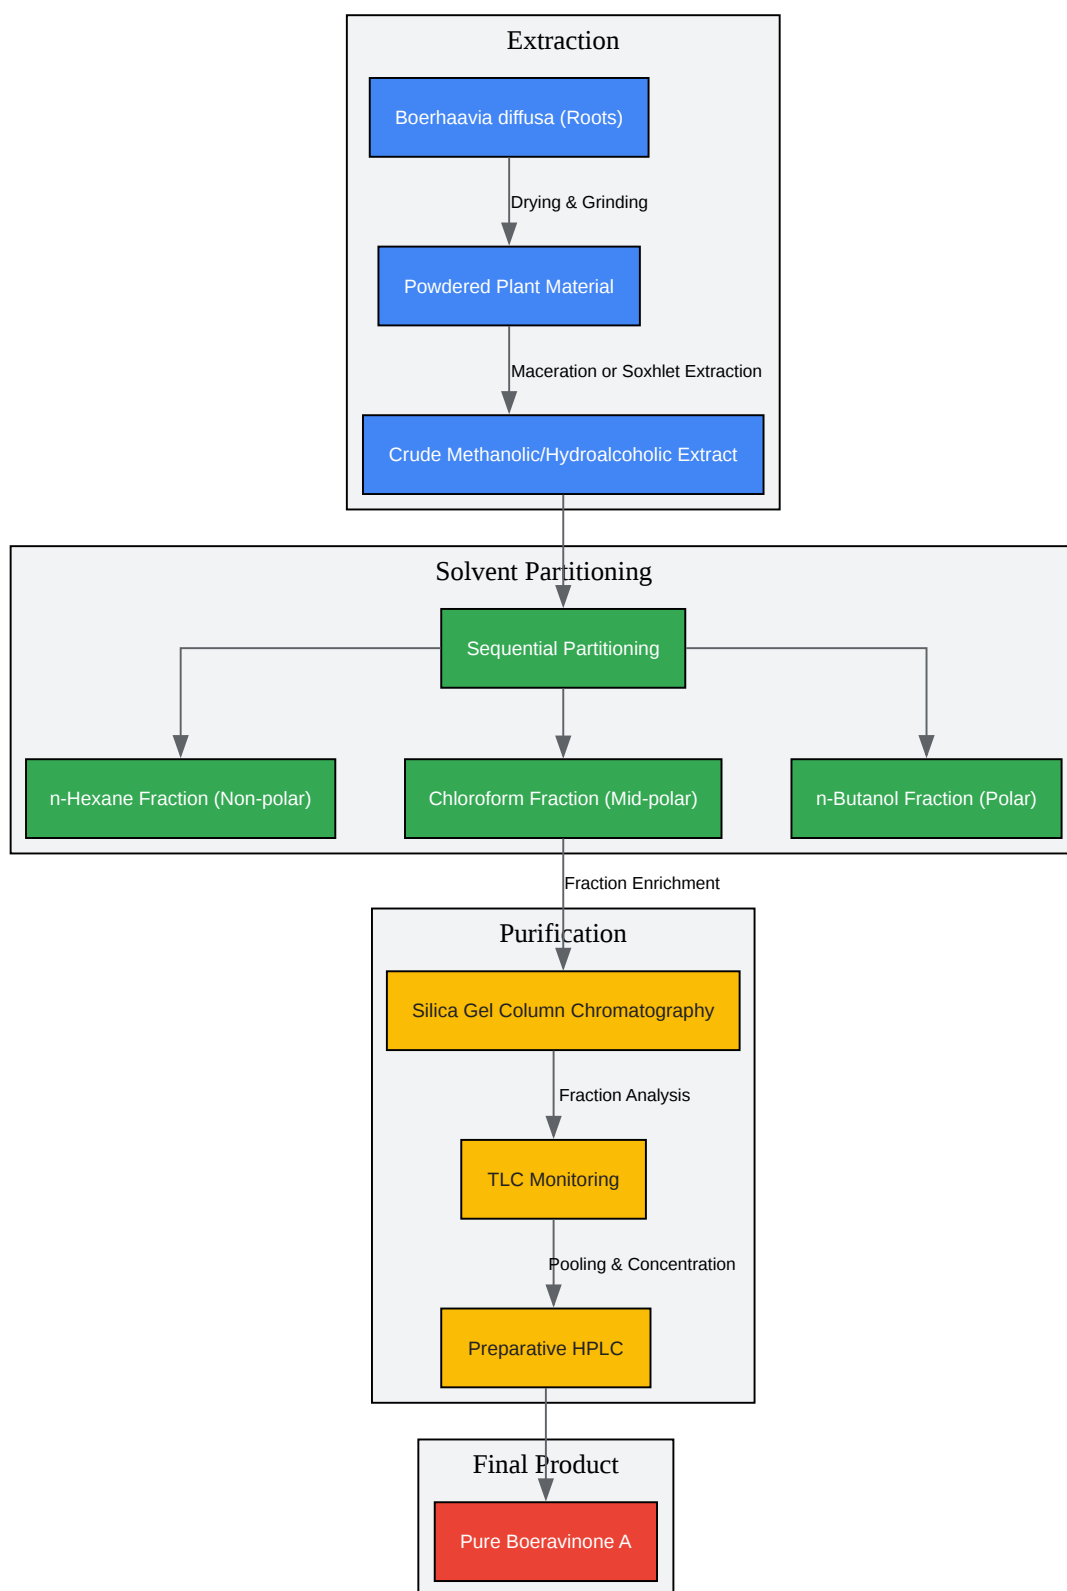 Extraction
Boerhaavia diffusa (Roots)
Drying & Grinding
Powdered Plant Material
Maceration or Soxhlet Extraction
Crude Methanolic/Hydroalcoholic Extract
Solvent Partitioning
Sequential Partitioning
n-Hexane Fraction (Non-polar)
Chloroform Fraction (Mid-polar)
n-Butanol Fraction (Polar)
Fraction Enrichment
Purification
Silica Gel Column Chromatography
Fraction Analysis
TLC Monitoring
Pooling & Concentration
Preparative HPLC
Final Product
Pure Boeravinone A